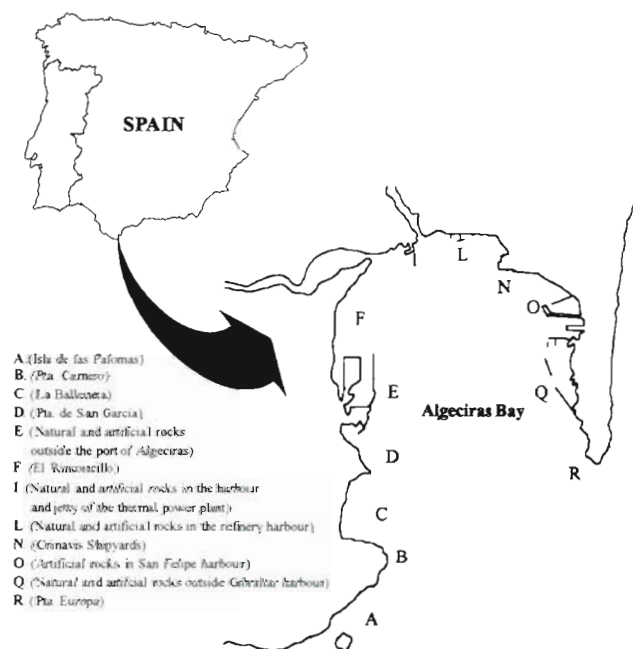 SPAIN
L
N
O
F
A (Isla de las Palomas)
B. (Pta Carnero)
C (La Ballenera)
D (Pta. de San García)
E (Natural and artificial rocks
outside the port of Algeciras)
F (El Rinconcillo)
I (Natural and artificial rocks in the harbour
and jetty of the thermal power plant)
L (Natural and artificial rocks in the refinery harbour)
N (Crinavis Shipyards)
O (Artificial rocks in San Felipe harbour)
Q (Natural and artificial rocks outside Gibraltar harbour)
R (Pta Europa)
E
Algeciras Bay
Q
D
R
C
B
A